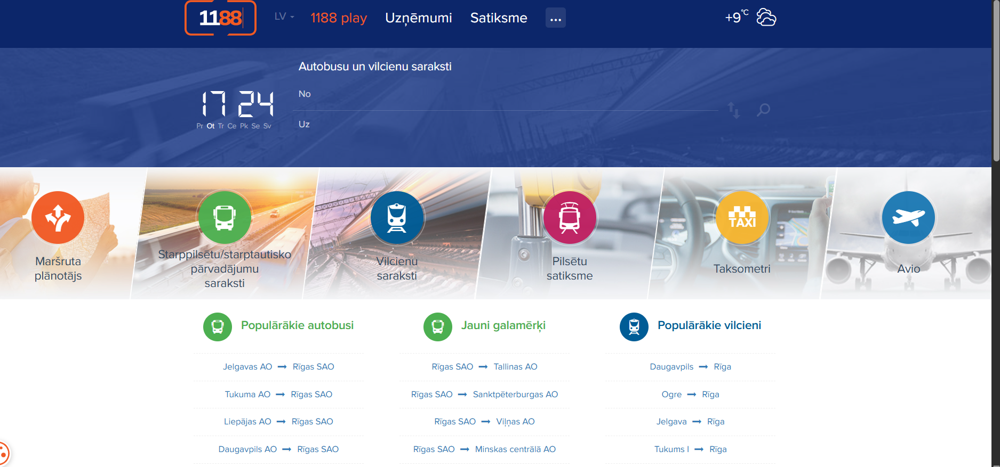 1188
LV
1188 play
Uzņēmumi
Satiksme
...
+9°C
Autobusu un vilcienu saraksti
17 24
Pr Ot Tr Ce Pk Se Sv
No
Uz
Maršruta
plānotājs
Starppilsētu/starptautisko
pārvadājumu
saraksti
Vilcienu
saraksti
Pilsētu
satiksme
TAXI
Taksometri
Avio
Populārākie autobusi
Jelgavas AO → Rīgas SAO
Tukuma AO → Rīgas SAO
Liepājas AO → Rīgas SAO
Daugavpils AO → Rīgas SAO
Jauni galamērķi
Rīgas SAO → Tallinas AO
Rīgas SAO → Sanktpēterburgas AO
Rīgas SAO → Viļņas AO
Rīgas SAO → Minskas centrālā AO
Populārākie vilcieni
Daugavpils → Rīga
Ogre → Rīga
Jelgava → Rīga
Tukums I → Rīga